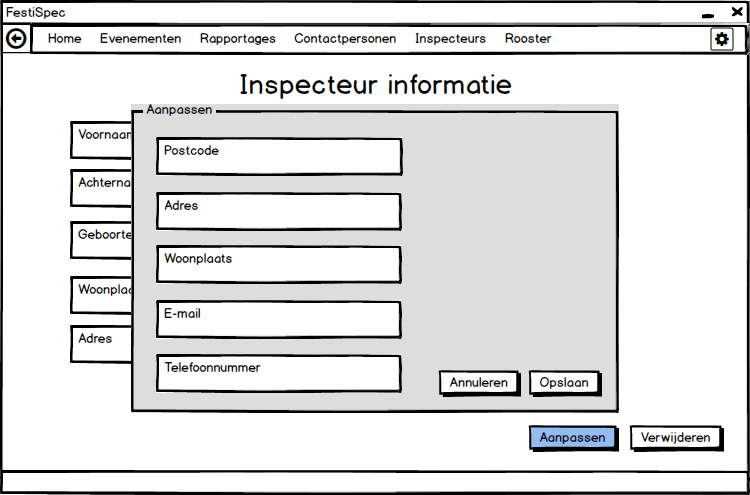 FestiSpec
Home Evenementen Rapportages Contactpersonen Inspecteurs Rooster
Inspecteur informatie
Aanpassen
Voornaa
Postcode
Achterna
Adres
Geboorte
Woonplaats
Woonplaa
E-mail
Adres
Telefoonnummer
Annuleren Opslaan
Aanpassen Verwijderen